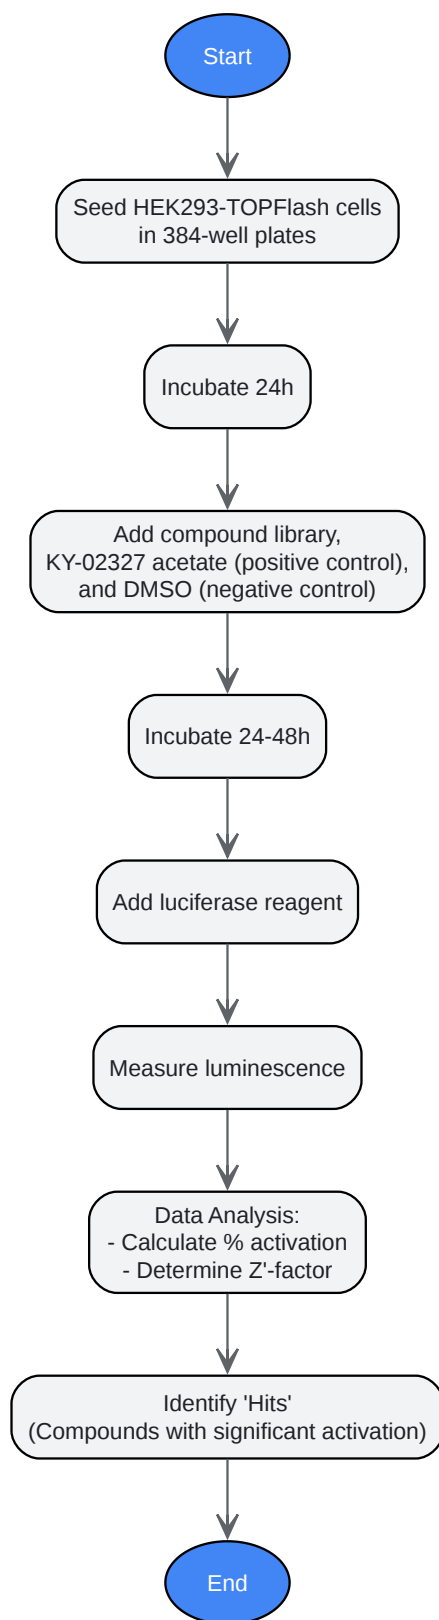 Start
Seed HEK293-TOPFlash cells
in 384-well plates
Incubate 24h
Add compound library,
KY-02327 acetate (positive control),
and DMSO (negative control)
Incubate 24-48h
Add luciferase reagent
Measure luminescence
Data Analysis:
- Calculate % activation
- Determine Z'-factor
Identify 'Hits'
(Compounds with significant activation)
End